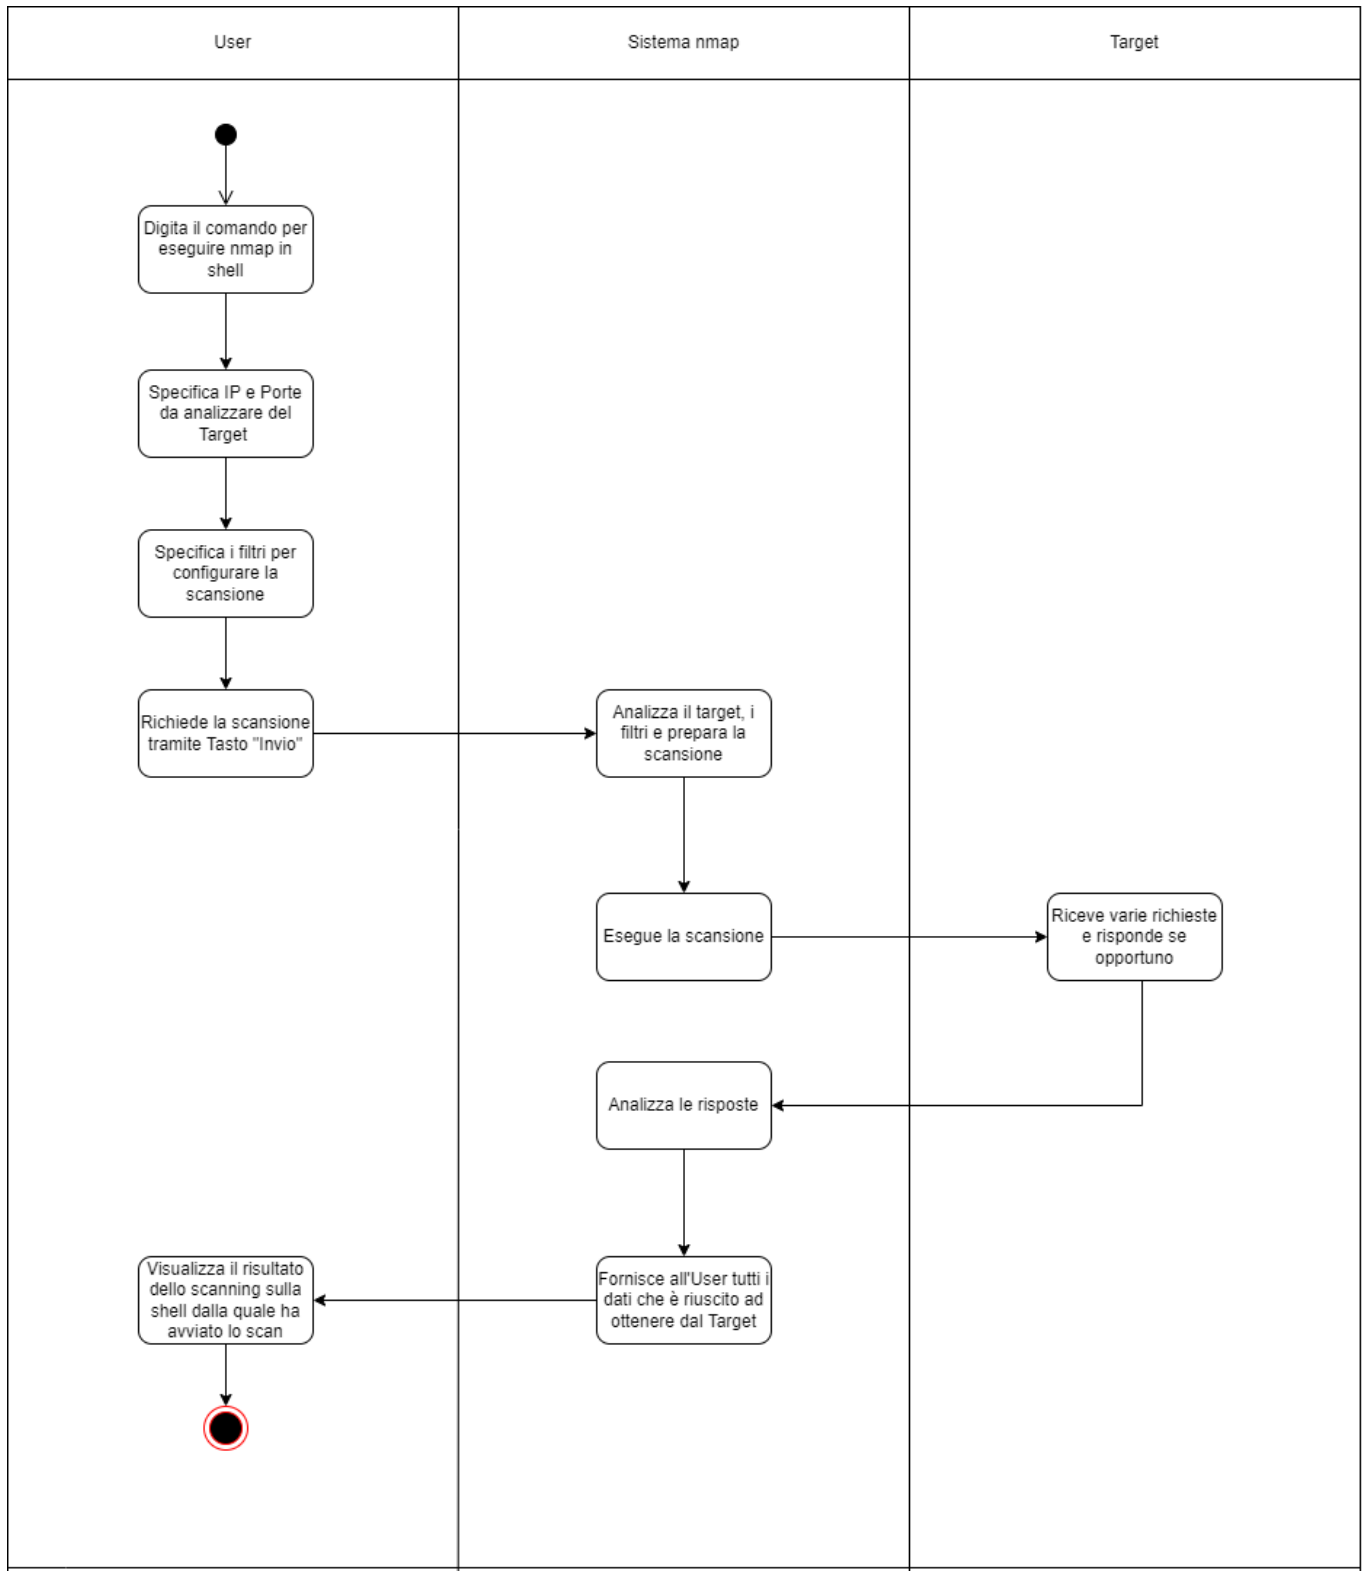 User
Sistema nmap
Target
Digita il comando per
eseguire nmap in
shell
Specifica IP e Porte
da analizzare del
Target
Specifica i filtri per
configurare la
scansione
Richiede la scansione
tramite Tasto "Invio"
Analizza il target, i
filtri e prepara la
scansione
Esegue la scansione
Riceve varie richieste
e risponde se
opportuno
Analizza le risposte
Fornisce all'User tutti i
dati che è riuscito ad
ottenere dal Target
Visualizza il risultato
dello scanning sulla
shell dalla quale ha
avviato lo scan